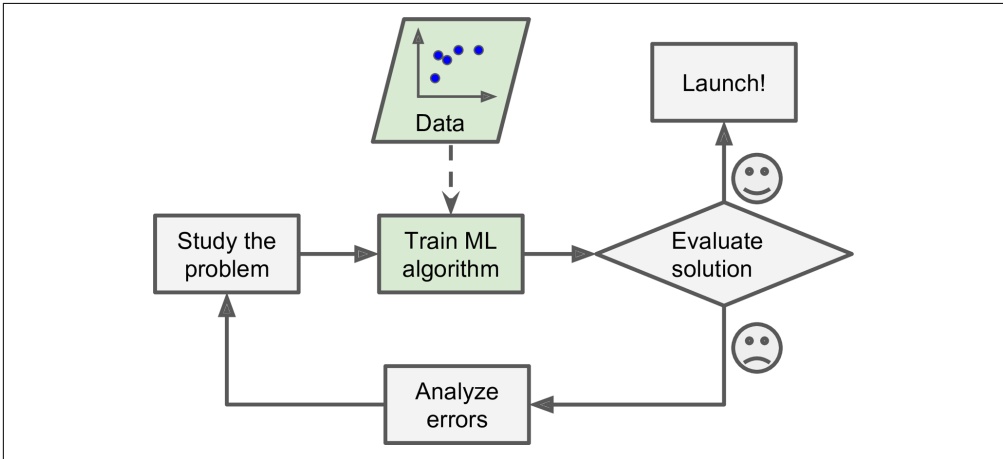 Data
Launch!
Study the
problem
Train ML
algorithm
Evaluate
solution
Analyze
errors